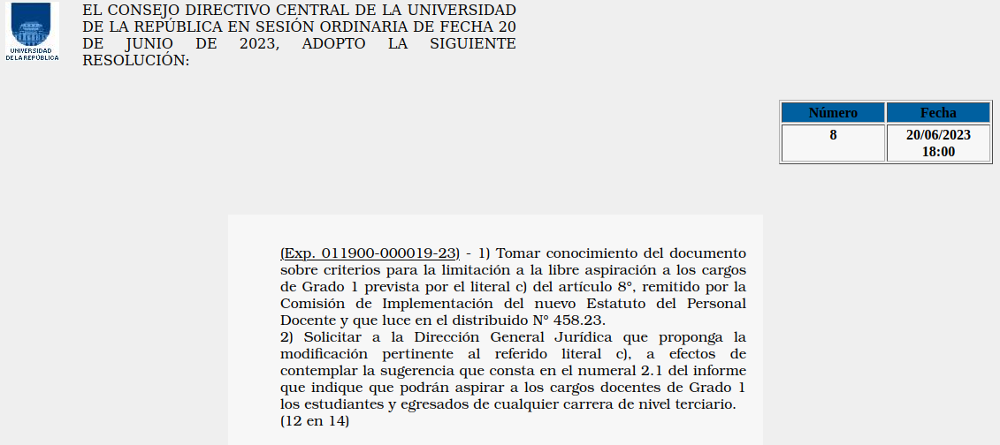 UNIVERSIDAD
DE LA REPÚBLICA
EL CONSEJO DIRECTIVO CENTRAL DE LA UNIVERSIDAD
DE LA REPÚBLICA EN SESIÓN ORDINARIA DE FECHA 20
DE JUNIO DE 2023, ADOPTO LA SIGUIENTE
RESOLUCIÓN:
Número Fecha
8 20/06/2023
18:00
(Exp. 011900-000019-23) - 1) Tomar conocimiento del documento
sobre criterios para la limitación a la libre aspiración a los cargos
de Grado 1 prevista por el literal c) del artículo 8°, remitido por la
Comisión de Implementación del nuevo Estatuto del Personal
Docente y que luce en el distribuido N° 458.23.
2) Solicitar a la Dirección General Jurídica que proponga la
modificación pertinente al referido literal c), a efectos de
contemplar la sugerencia que consta en el numeral 2.1 del informe
que indique que podrán aspirar a los cargos docentes de Grado 1
los estudiantes y egresados de cualquier carrera de nivel terciario.
(12 en 14)